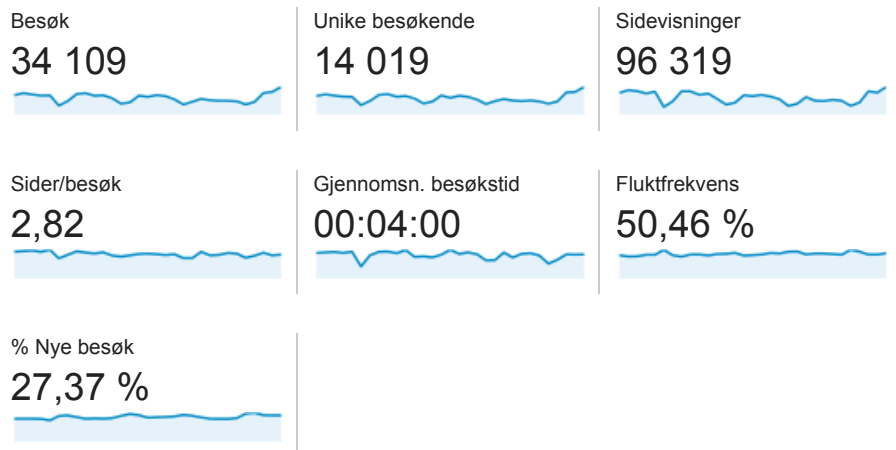 Besøk
34 109
Unike besøkende
14 019
Sidevisninger
96 319
Sider/besøk
2,82
Gjennomsn. besøkstid
00:04:00
Fluktfrekvens
50,46 %
% Nye besøk
27,37 %